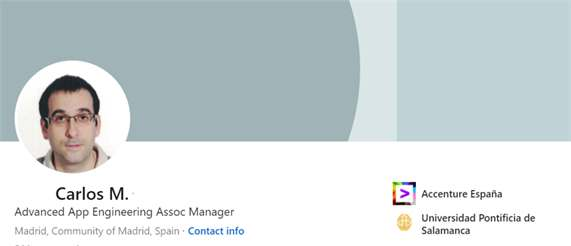 Carlos M.
Advanced App Engineering Assoc Manager
Madrid, Community of Madrid, Spain · Contact info
Accenture España
Universidad Pontificia de
Salamanca